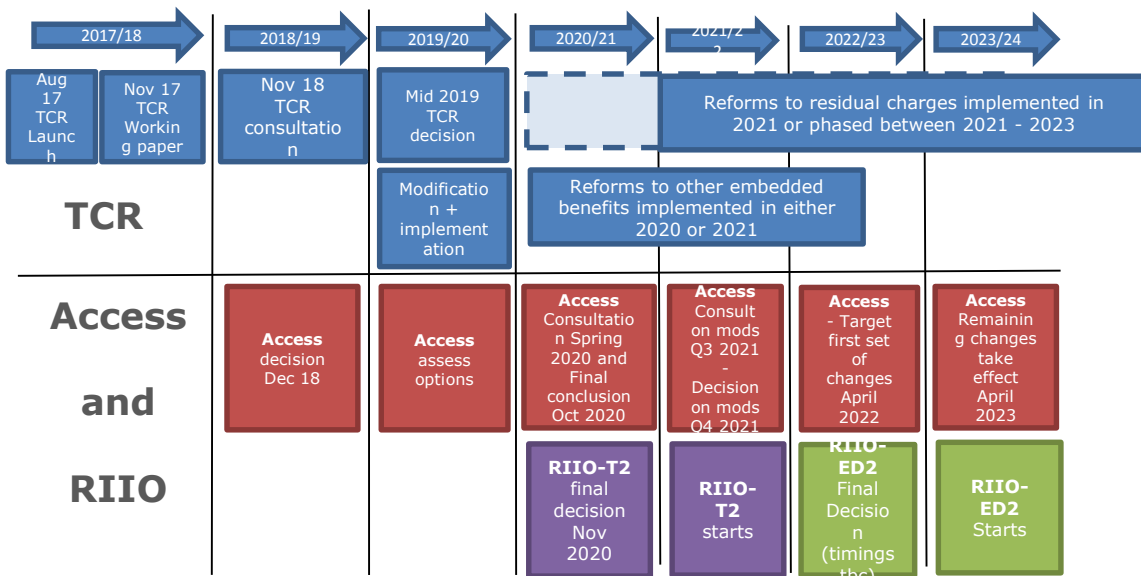 2017/18
2018/19
2019/20
2020/21
2021/2
2
2022/23
2023/24
Aug
17
TCR
Launc
h
Nov 17
TCR
Workin
g paper
Nov 18
TCR
consultatio
n
Mid 2019
TCR
decision
Reforms to residual charges implemented in
2021 or phased between 2021 - 2023
TCR
Modificatio
n +
implement
ation
Reforms to other embedded
benefits implemented in either
2020 or 2021
Access
and
RIIO
Access
decision
Dec 18
Access
assess
options
Access
Consultatio
n Spring
2020 and
Final
conclusion
Oct 2020
Access
Consult
on mods
Q3 2021
-
Decision
on mods
Q4 2021
Access
- Target
first set
of
changes
April
2022
Access
Remainin
g changes
take
effect
April
2023
RIIO-T2
final
decision
Nov
2020
RIIO-
T2
starts
RIIO-
ED2
Final
Decisio
n
(timings
tbc)
RIIO-
ED2
Starts